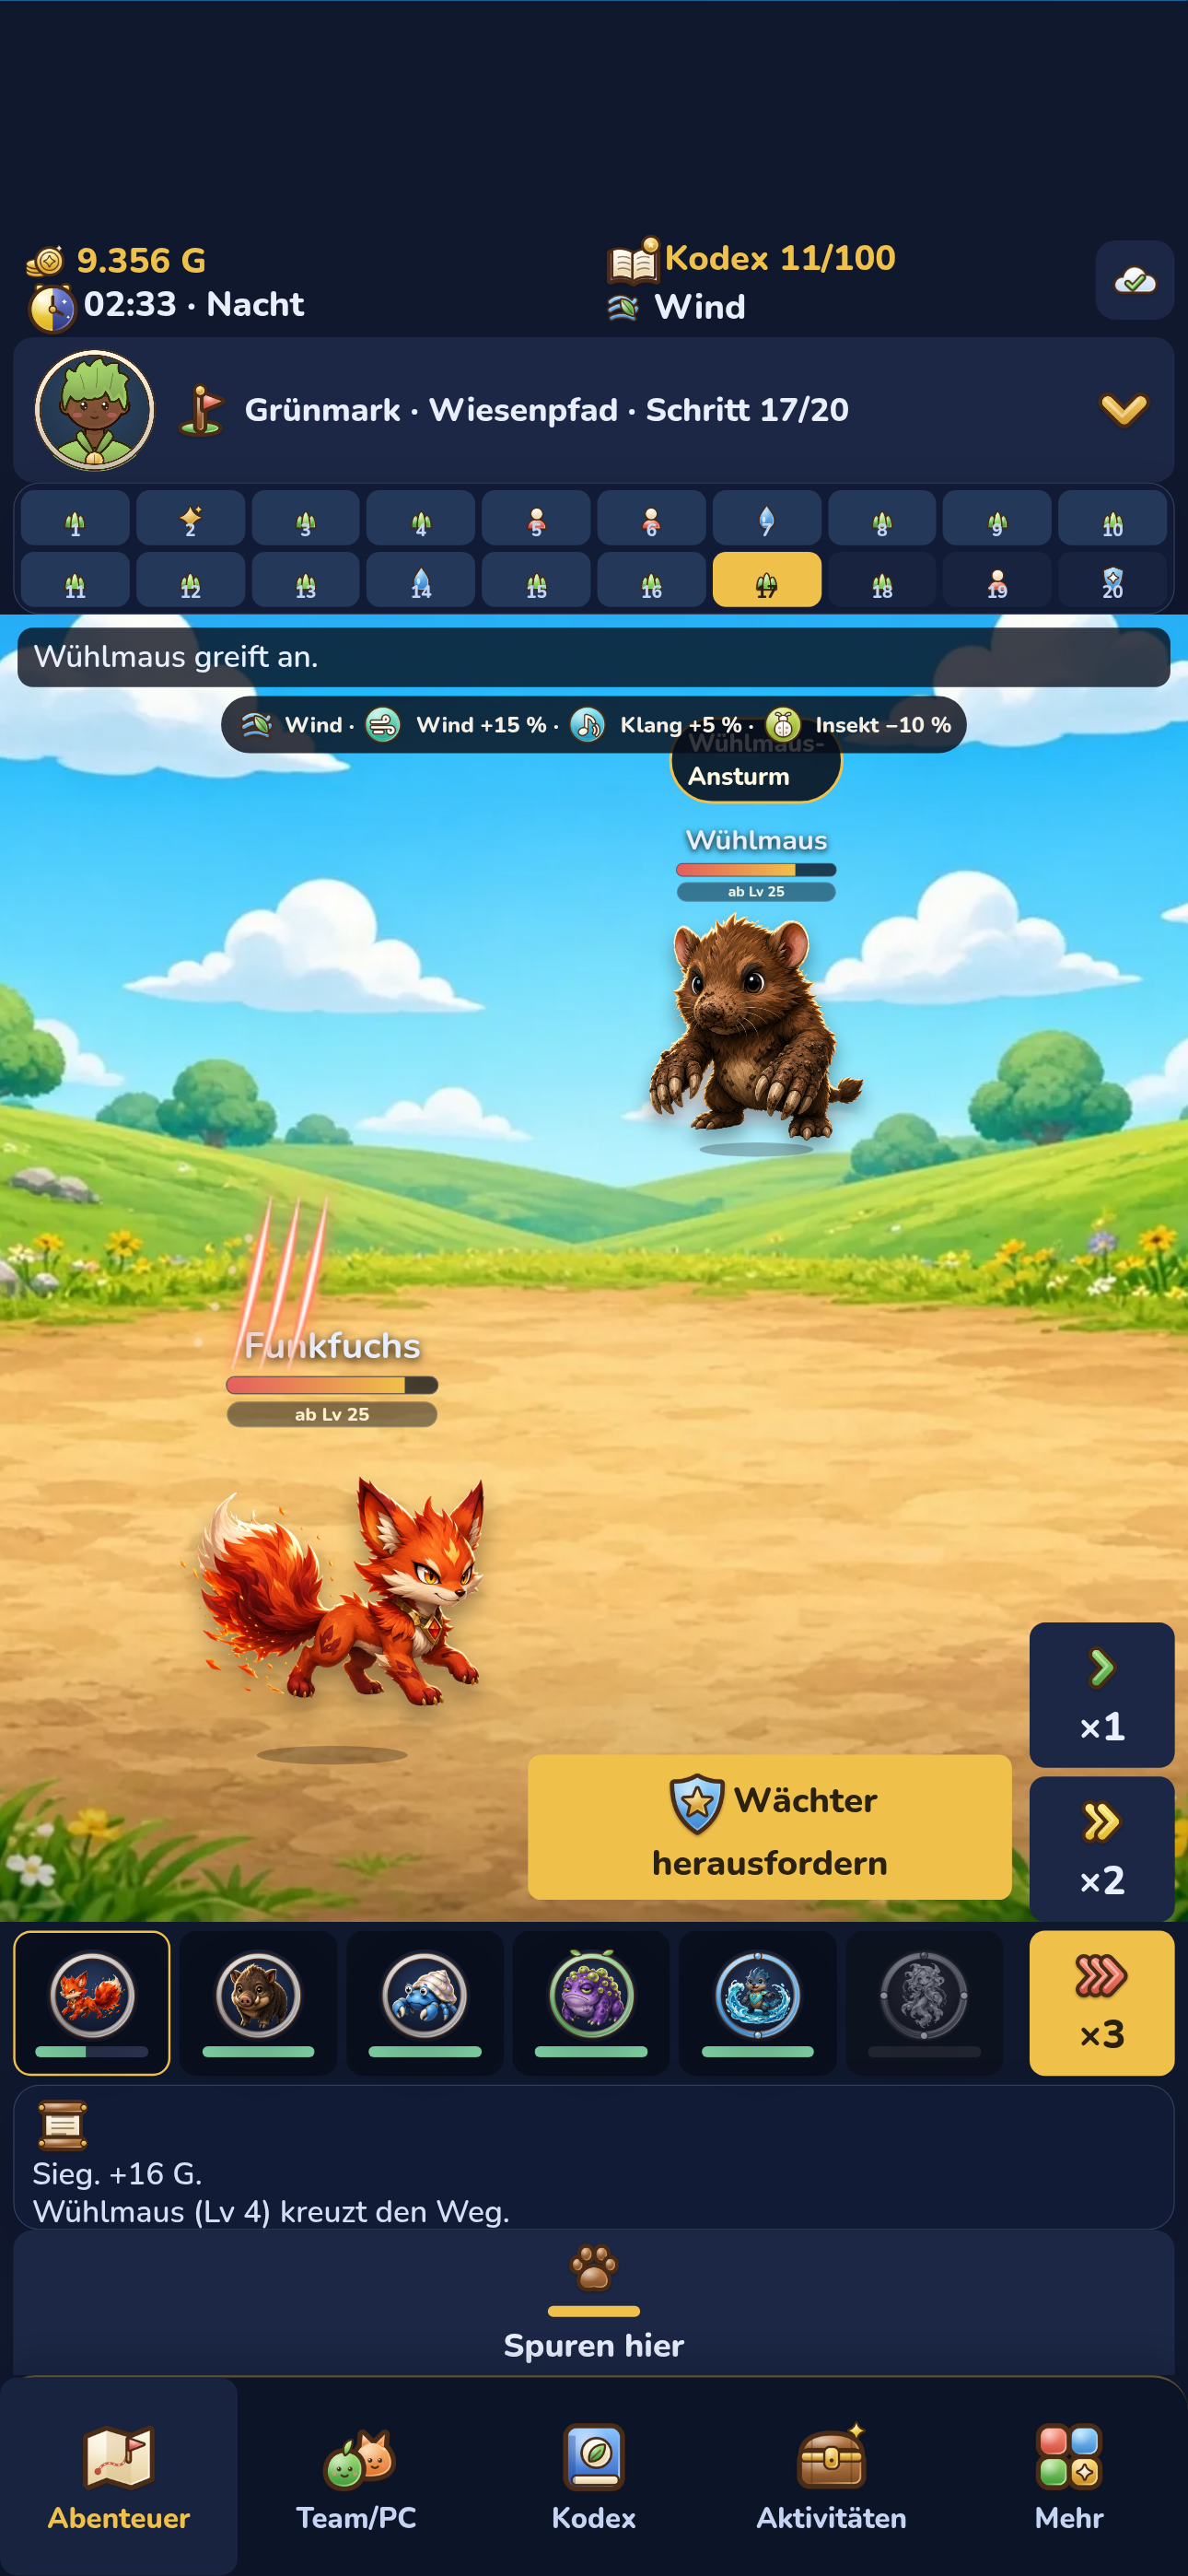 9.356 G
Kodex 11/100
02:33 · Nacht
Wind
Grünmark · Wiesenpfad · Schritt 17/20
1 2 3 4 5 6 7 8 9 10
11 12 13 14 15 16 17 18 19 20
Wühlmaus greift an.
Wind · Wind +15 % · Klang +5 % · Insekt −10 %
Wühlmaus-
Ansturm
Wühlmaus
ab Lv 25
Funkfuchs
ab Lv 25
×1
Wächter
herausfordern
×2
×3
Sieg. +16 G.
Wühlmaus (Lv 4) kreuzt den Weg.
Spuren hier
Abenteuer
Team/PC
Kodex
Aktivitäten
Mehr